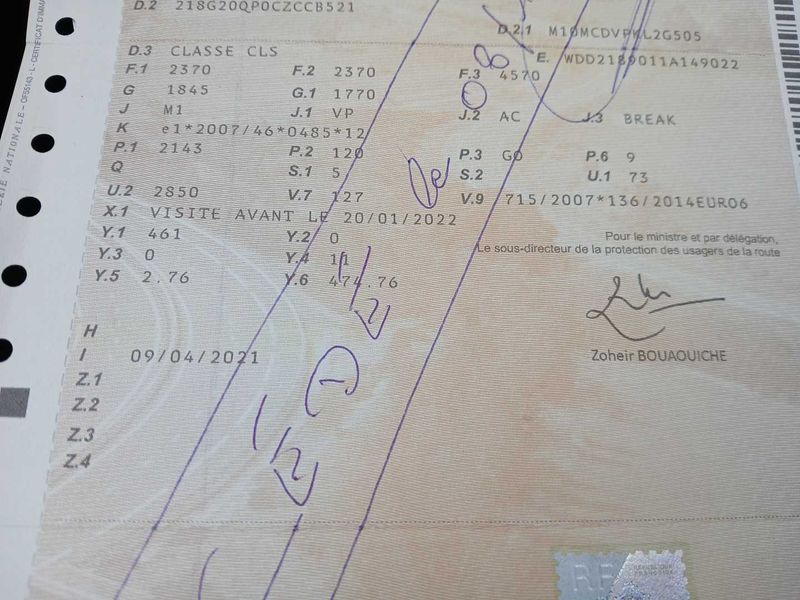 D.2 218G20QP0CZCCB521
D.2.1 M10MCDVPKL2G505
D.3 CLASSE CLS E. WDD2189011A149022
F.1 2370 F.2 2370 F.3 4570
G 1845 G.1 1770
J M1 J.1 VP J.2 AC J.3 BREAK
K e1*2007/46*0485*12
P.1 2143 P.2 120 P.3 GO P.6 9
Q S.1 5 S.2 U.1 73
U.2 2850 V.7 127 V.9 715/2007*136/2014EURO6
X.1 VISITE AVANT LE 20/01/2022
Y.1 461 Y.2 0
Y.3 0 Y.4 11
Y.5 2.76 Y.6 474.76
Pour le ministre et par délégation,
Le sous-directeur de la protection des usagers de la route
Zoheir BOUAOUICHE
H
I 09/04/2021
Z.1
Z.2
Z.3
Z.4